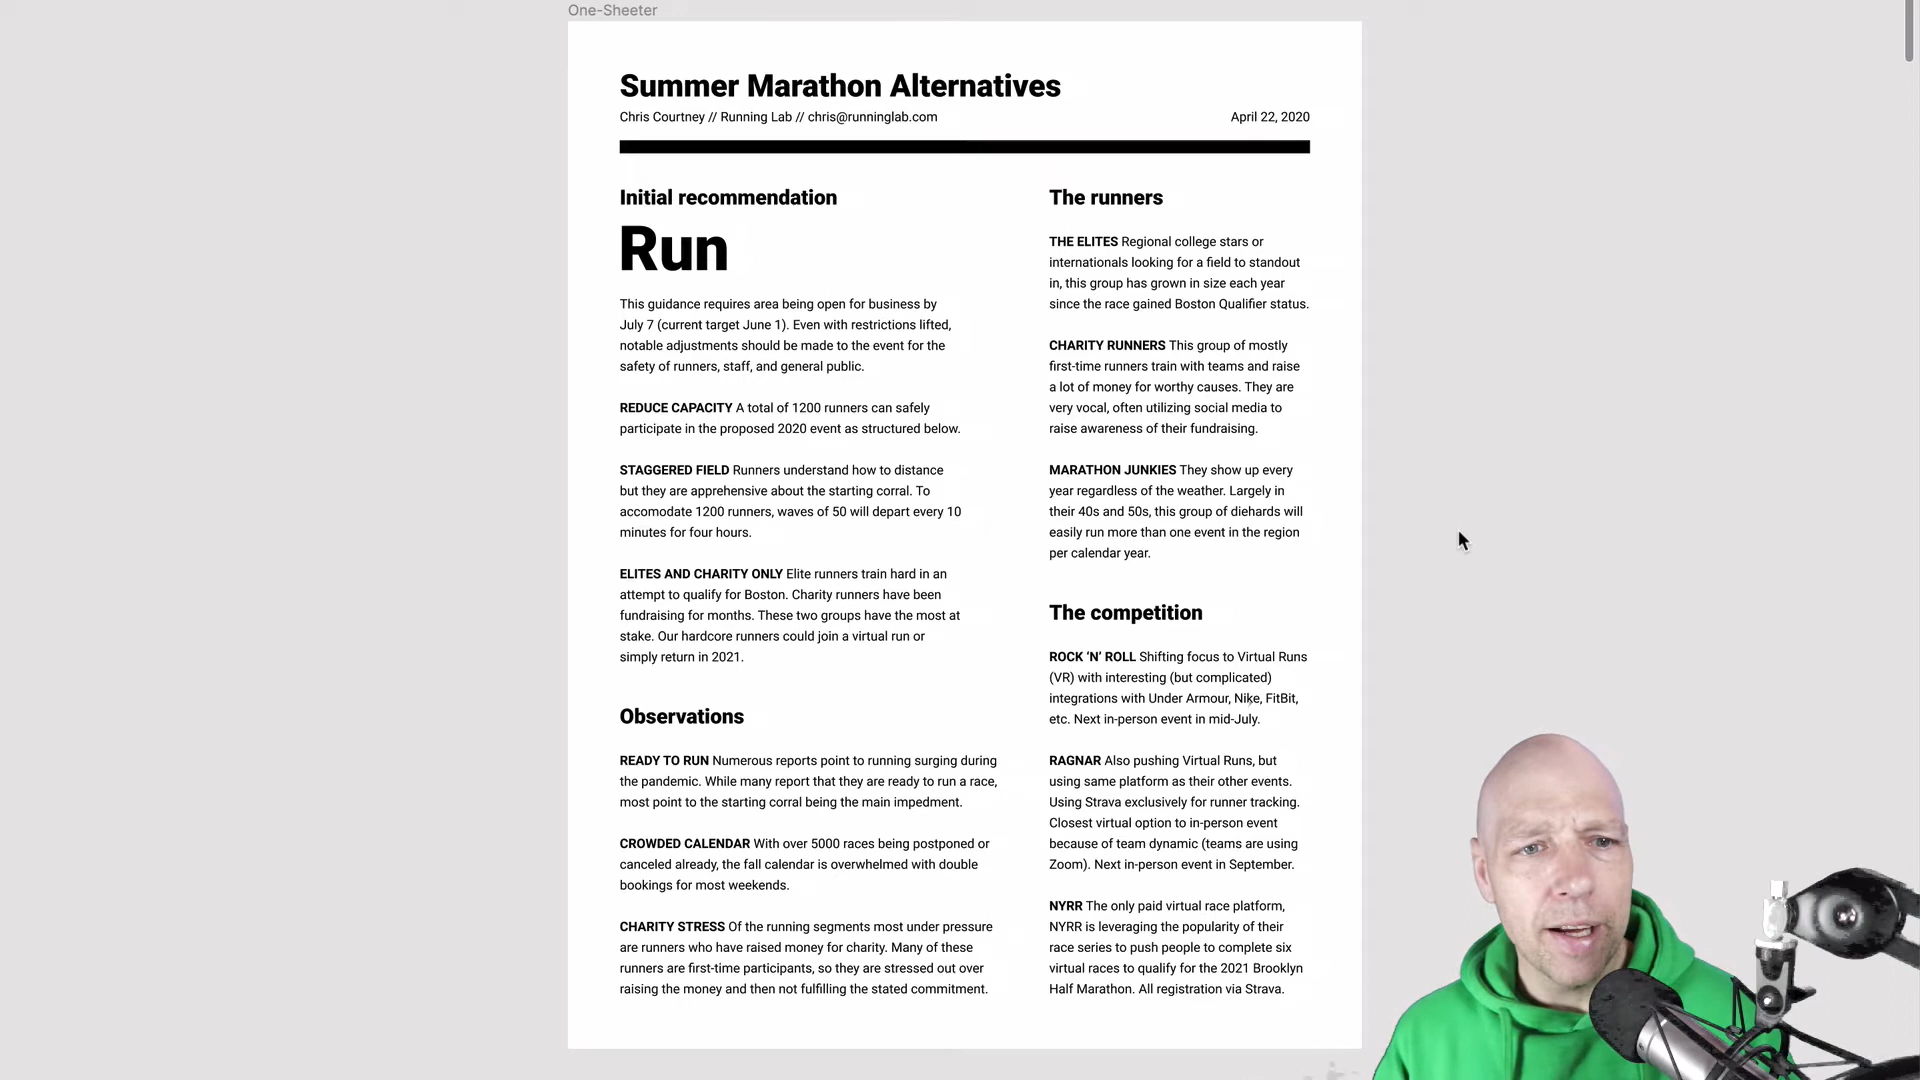 One-Sheeter
Summer Marathon Alternatives
Chris Courtney // Running Lab // chris@runninglab.com
April 22, 2020
Initial recommendation
Run
This guidance requires area being open for business by
July 7 (current target June 1). Even with restrictions lifted,
notable adjustments should be made to the event for the
safety of runners, staff, and general public.
REDUCE CAPACITY A total of 1200 runners can safely
participate in the proposed 2020 event as structured below.
STAGGERED FIELD Runners understand how to distance
but they are apprehensive about the starting corral. To
accomodate 1200 runners, waves of 50 will depart every 10
minutes for four hours.
ELITES AND CHARITY ONLY Elite runners train hard in an
attempt to qualify for Boston. Charity runners have been
fundraising for months. These two groups have the most at
stake. Our hardcore runners could join a virtual run or
simply return in 2021.
Observations
READY TO RUN Numerous reports point to running surging during
the pandemic. While many report that they are ready to run a race,
most point to the starting corral being the main impedment.
CROWDED CALENDAR With over 5000 races being postponed or
canceled already, the fall calendar is overwhelmed with double
bookings for most weekends.
CHARITY STRESS Of the running segments most under pressure
are runners who have raised money for charity. Many of these
runners are first-time participants, so they are stressed out over
raising the money and then not fulfilling the stated commitment.
The runners
THE ELITES Regional college stars or
internationals looking for a field to standout
in, this group has grown in size each year
since the race gained Boston Qualifier status.
CHARITY RUNNERS This group of mostly
first-time runners train with teams and raise
a lot of money for worthy causes. They are
very vocal, often utilizing social media to
raise awareness of their fundraising.
MARATHON JUNKIES They show up every
year regardless of the weather. Largely in
their 40s and 50s, this group of diehards will
easily run more than one event in the region
per calendar year.
The competition
ROCK ‘N’ ROLL Shifting focus to Virtual Runs
(VR) with interesting (but complicated)
integrations with Under Armour, Nike, FitBit,
etc. Next in-person event in mid-July.
RAGNAR Also pushing Virtual Runs, but
using same platform as their other events.
Using Strava exclusively for runner tracking.
Closest virtual option to in-person event
because of team dynamic (teams are using
Zoom). Next in-person event in September.
NYRR The only paid virtual race platform,
NYRR is leveraging the popularity of their
race series to push people to complete six
virtual races to qualify for the 2021 Brooklyn
Half Marathon. All registration via Strava.